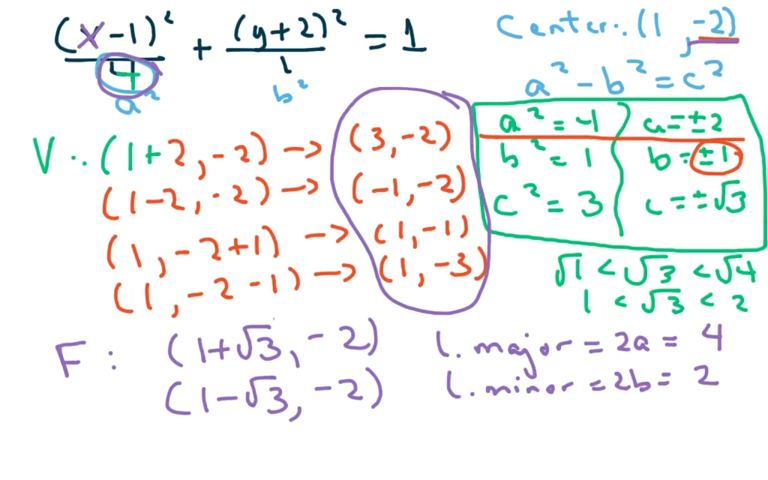 (x-1)²/4 + (y+2)²/1 = 1
a² b²
Center: (1, -2)
a² - b² = c²
a² = 4 a = ±2
b² = 1 b = ±1
c² = 3 c = ±√3
V: (1+2, -2) → (3, -2)
(1-2, -2) → (-1, -2)
(1, -2+1) → (1, -1)
(1, -2-1) → (1, -3)
√1 < √3 < √4
1 < √3 < 2
F: (1+√3, -2)
(1-√3, -2)
l. major = 2a = 4
l. minor = 2b = 2